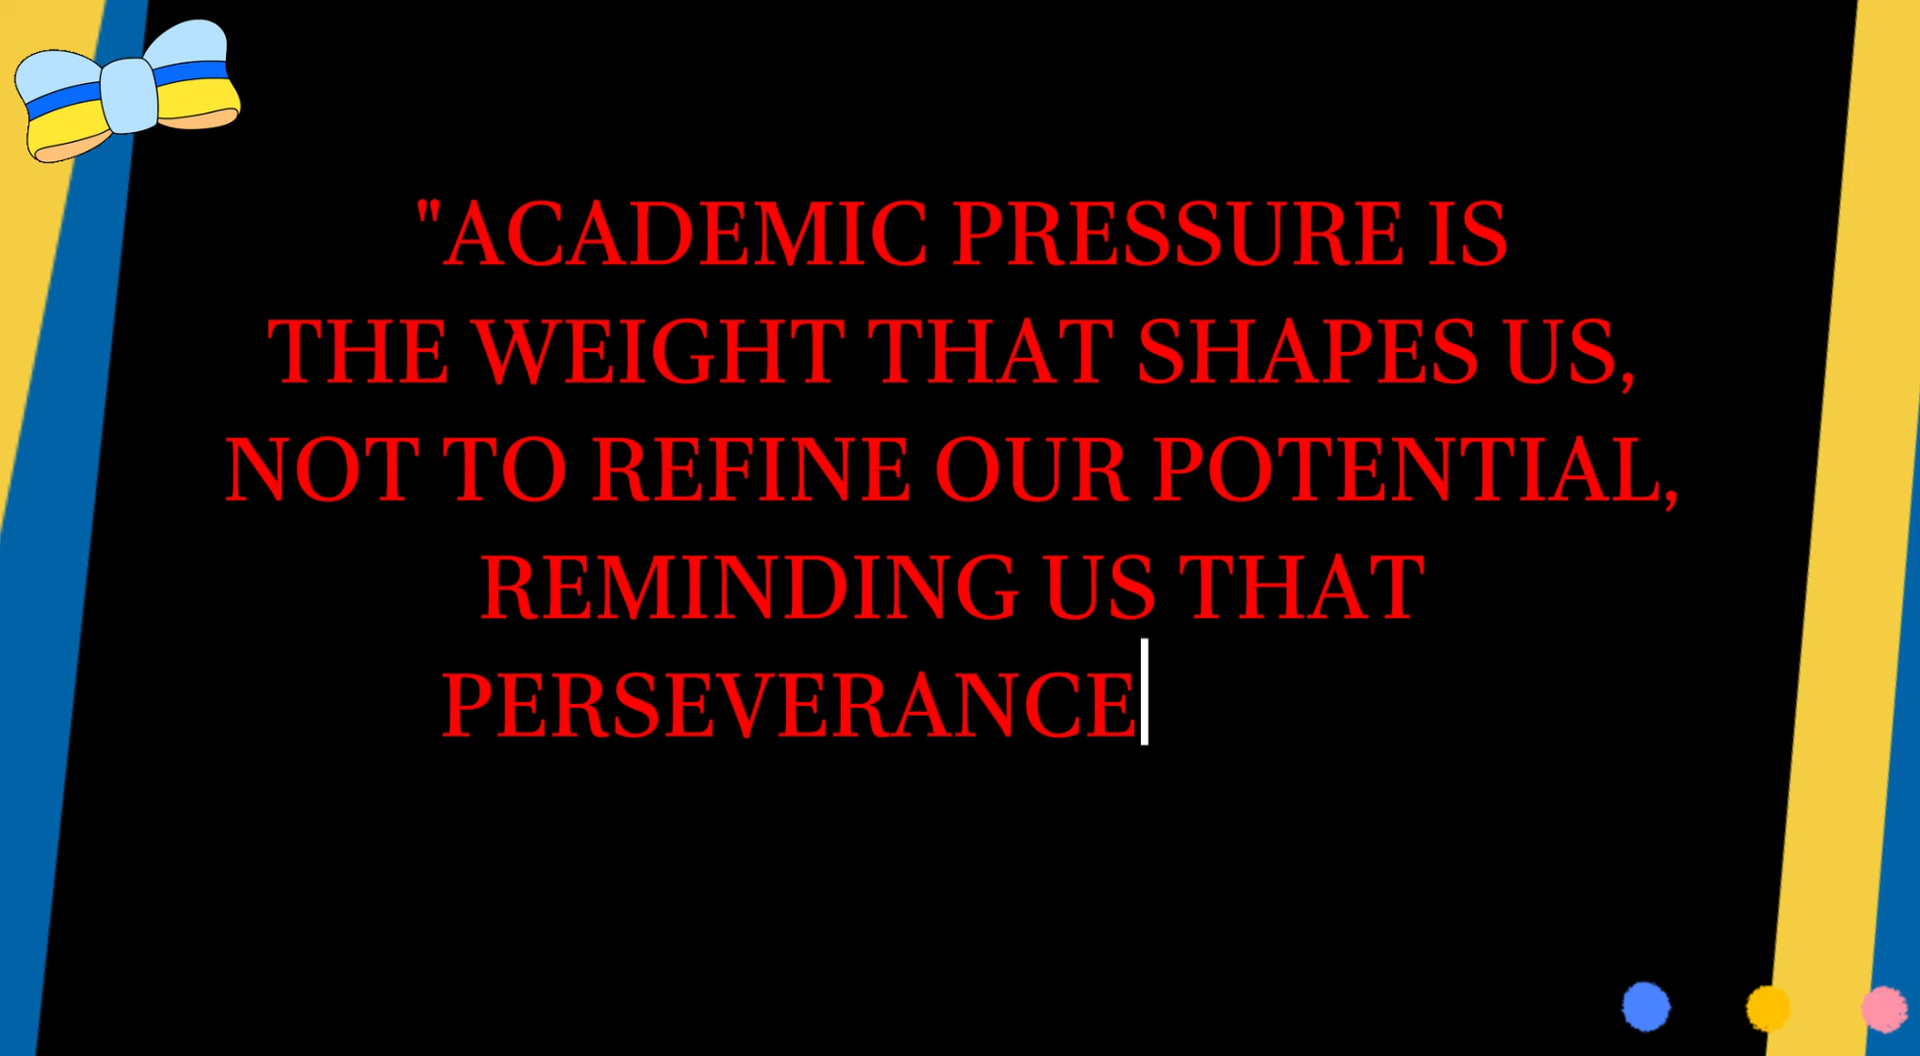 "ACADEMIC PRESSURE IS
THE WEIGHT THAT SHAPES US,
NOT TO REFINE OUR POTENTIAL,
REMINDING US THAT
PERSEVERANCE